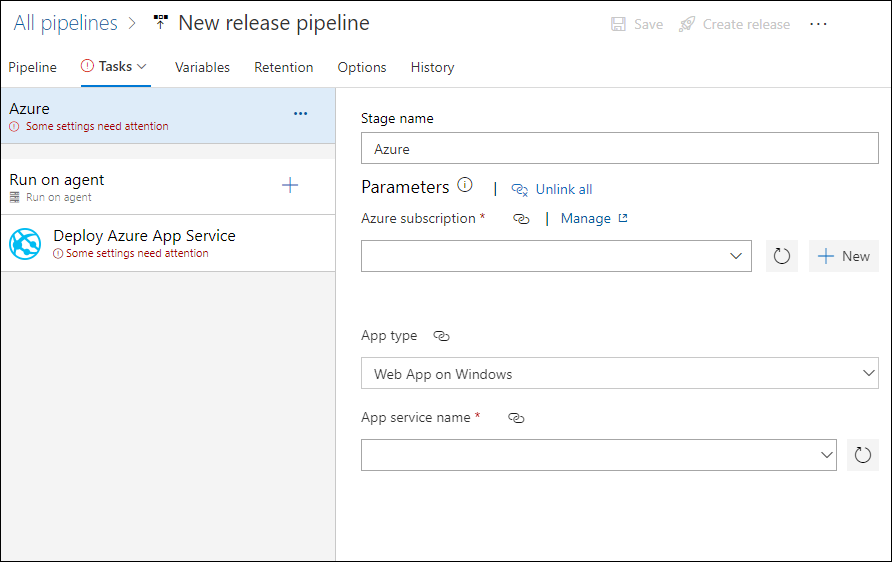 All pipelines > New release pipeline
Save
Create release
...
Pipeline
Tasks
Variables
Retention
Options
History
Azure
Some settings need attention
...
Run on agent
Run on agent
Deploy Azure App Service
Some settings need attention
Stage name
Azure
Parameters
| Unlink all
Azure subscription * | Manage
New
App type
Web App on Windows
App service name *